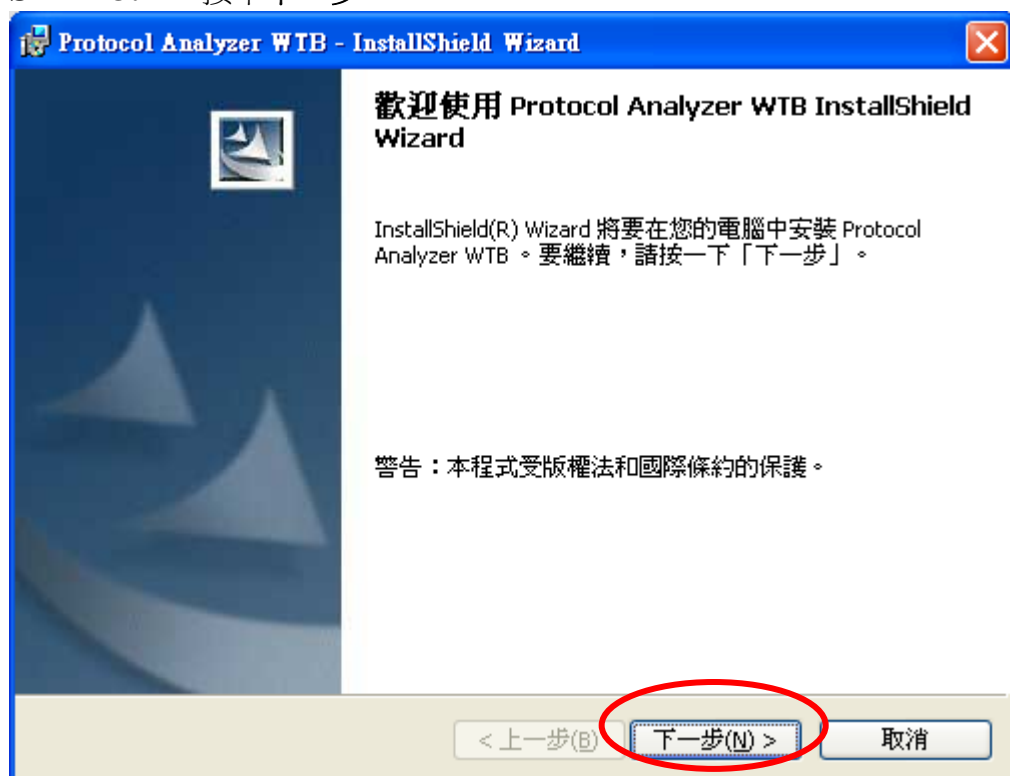 Protocol Analyzer WTB - InstallShield Wizard
歡迎使用 Protocol Analyzer WTB InstallShield
Wizard
InstallShield(R) Wizard 將要在您的電腦中安裝 Protocol
Analyzer WTB 。要繼續，請按一下「下一步」。
警告：本程式受版權法和國際條約的保護。
< 上一步(B)
下一步(N) >
取消